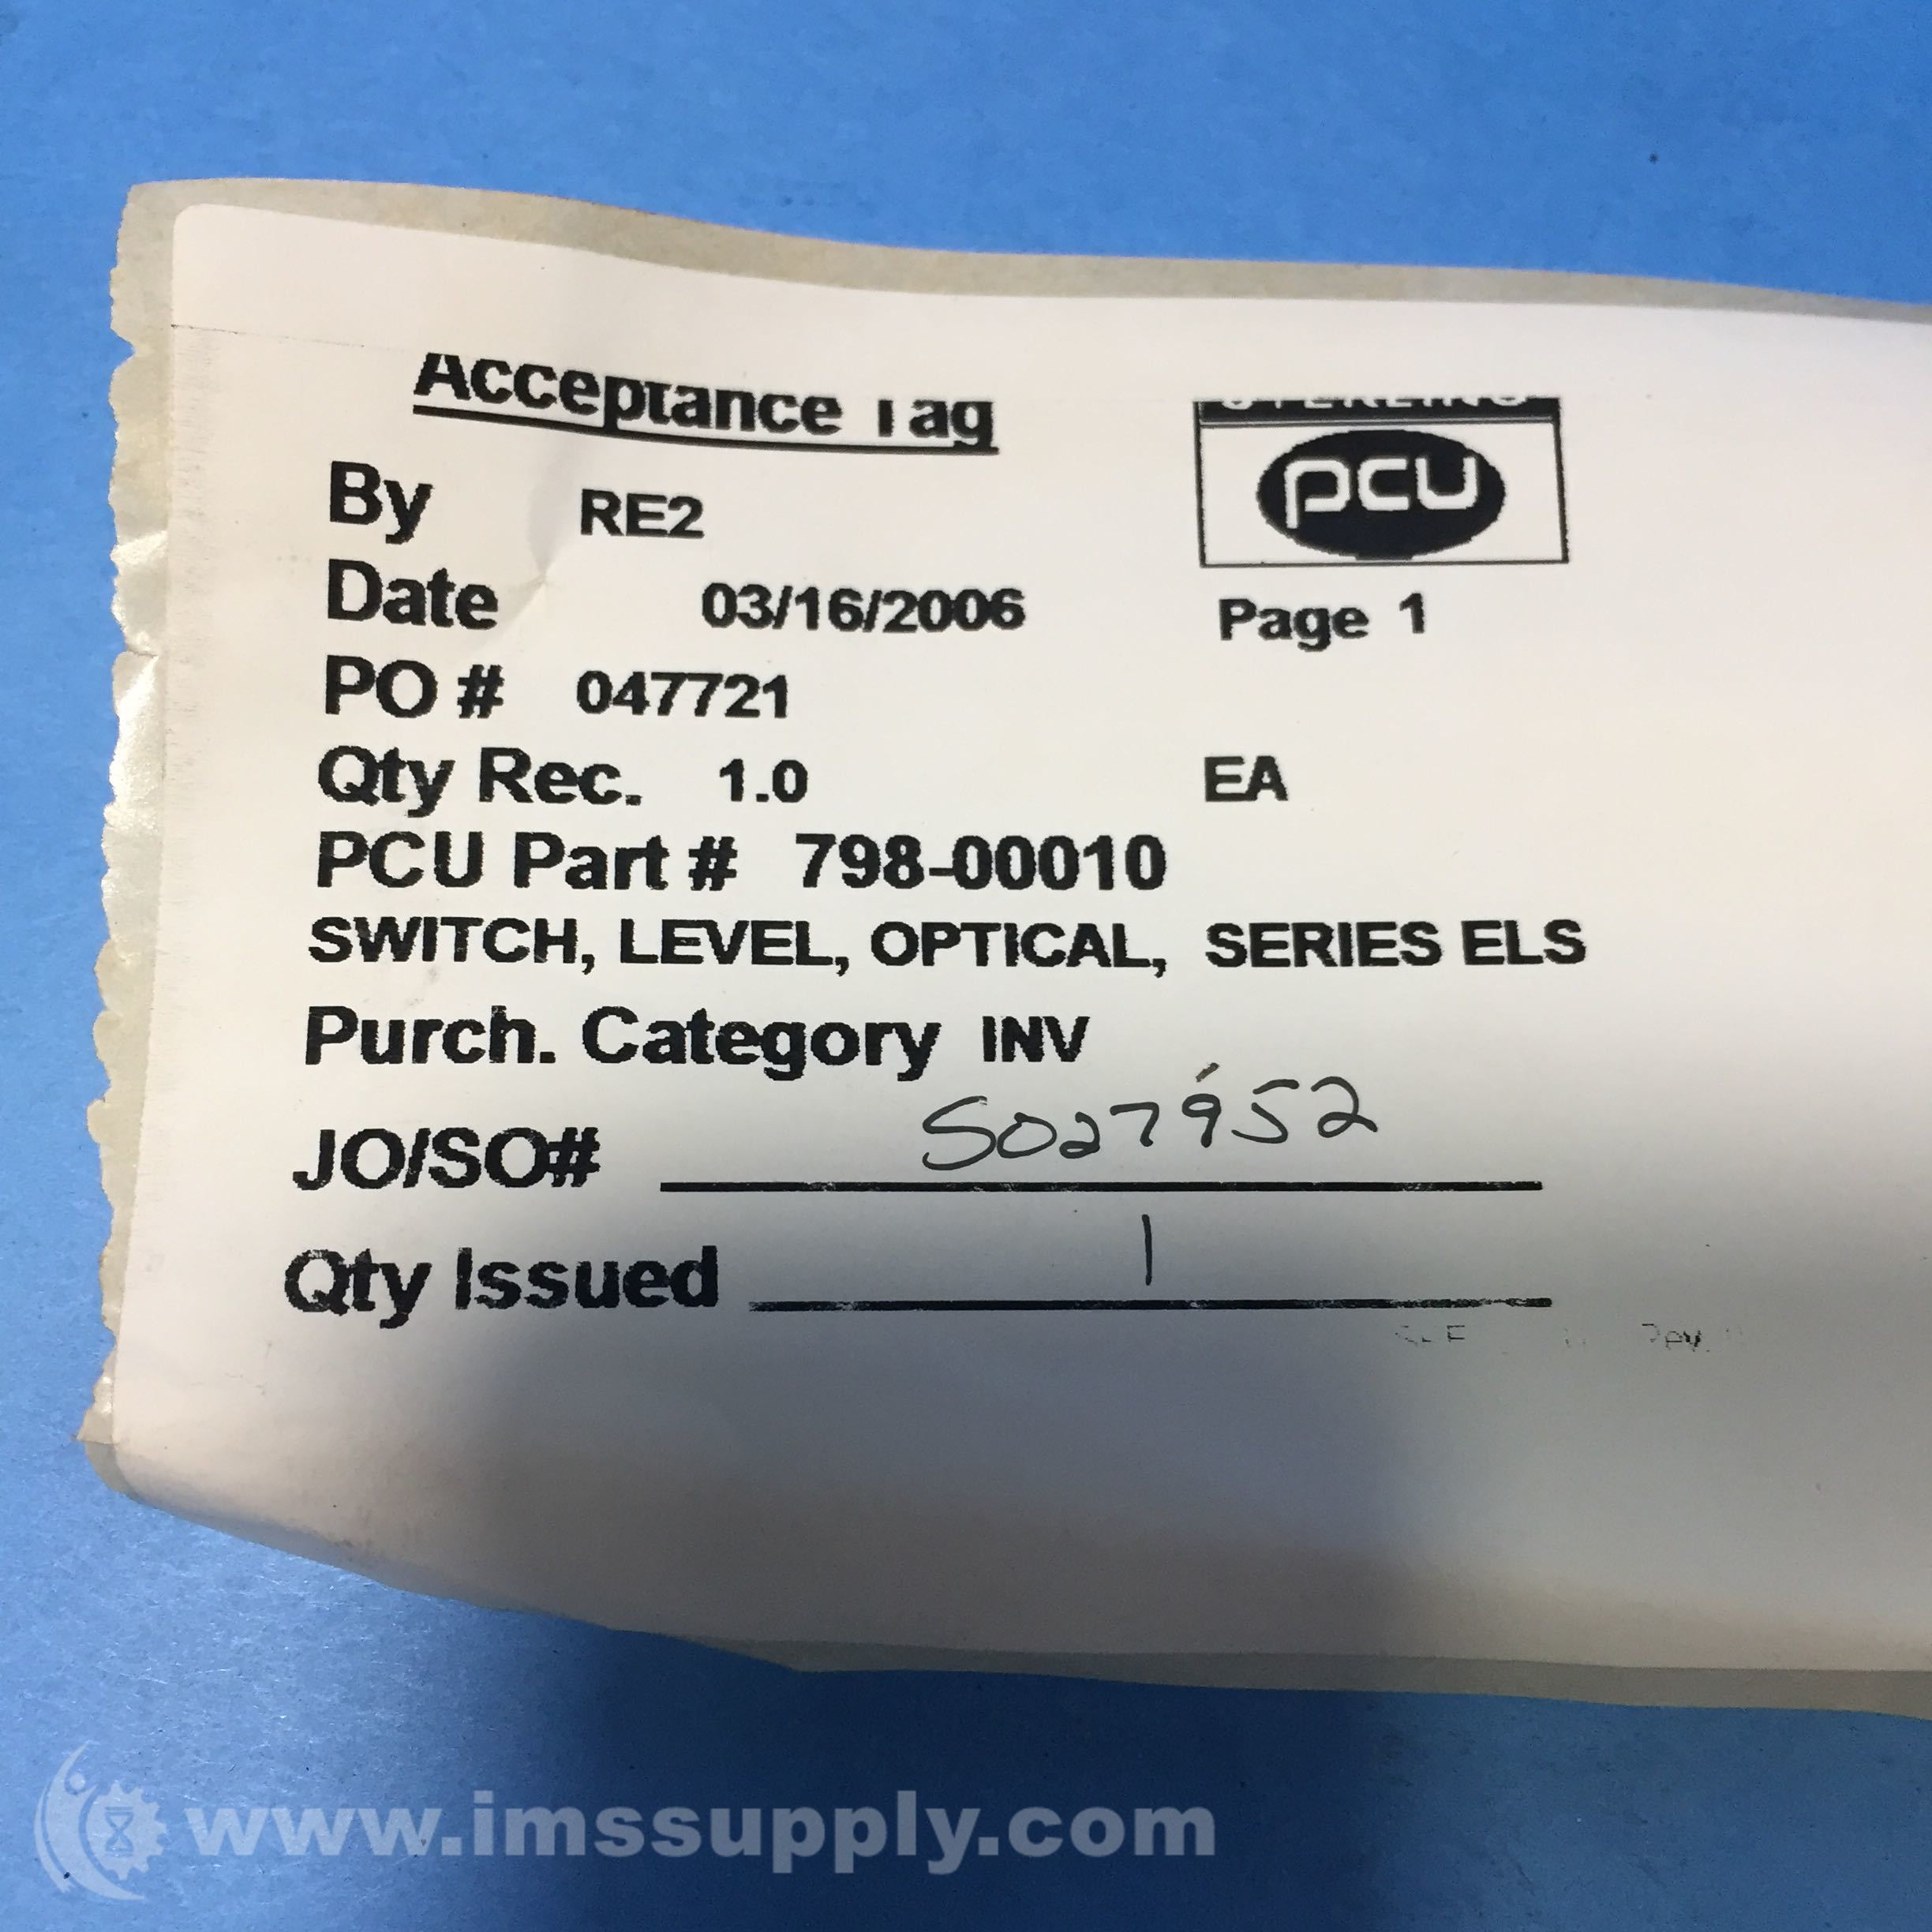 Acceptance Tag
STERLING
PCU
By RE2
Date 03/16/2006 Page 1
PO # 047721
Qty Rec. 1.0 EA
PCU Part # 798-00010
SWITCH, LEVEL, OPTICAL, SERIES ELS
Purch. Category INV
JO/SO# SO27952
Qty Issued 1
www.imssupply.com